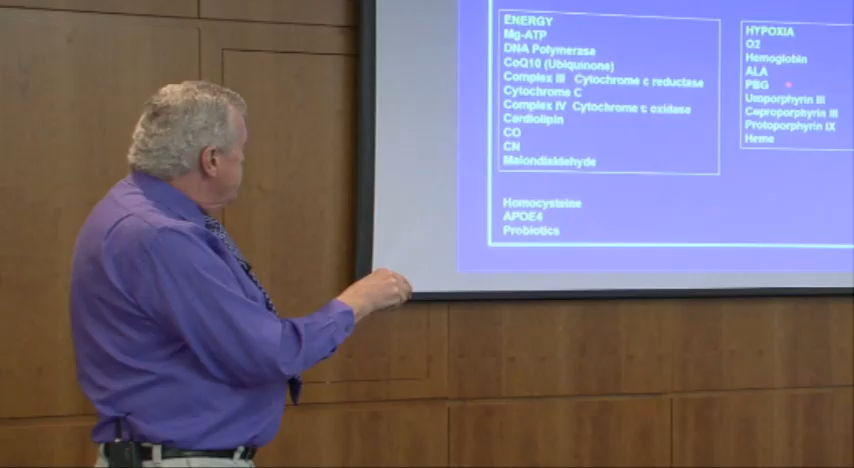 ENERGY
Mg-ATP
DNA Polymerase
CoQ10 (Ubiquinone)
Complex III Cytochrome c reductase
Cytochrome C
Complex IV Cytochrome c oxidase
Cardiolipin
CO
CN
Malondialdehyde
Homocysteine
APOE4
Probiotics
HYPOXIA
O2
Hemoglobin
ALA
PBG
Uroporphyrin III
Coproporphyrin III
Protoporphyrin IX
Heme